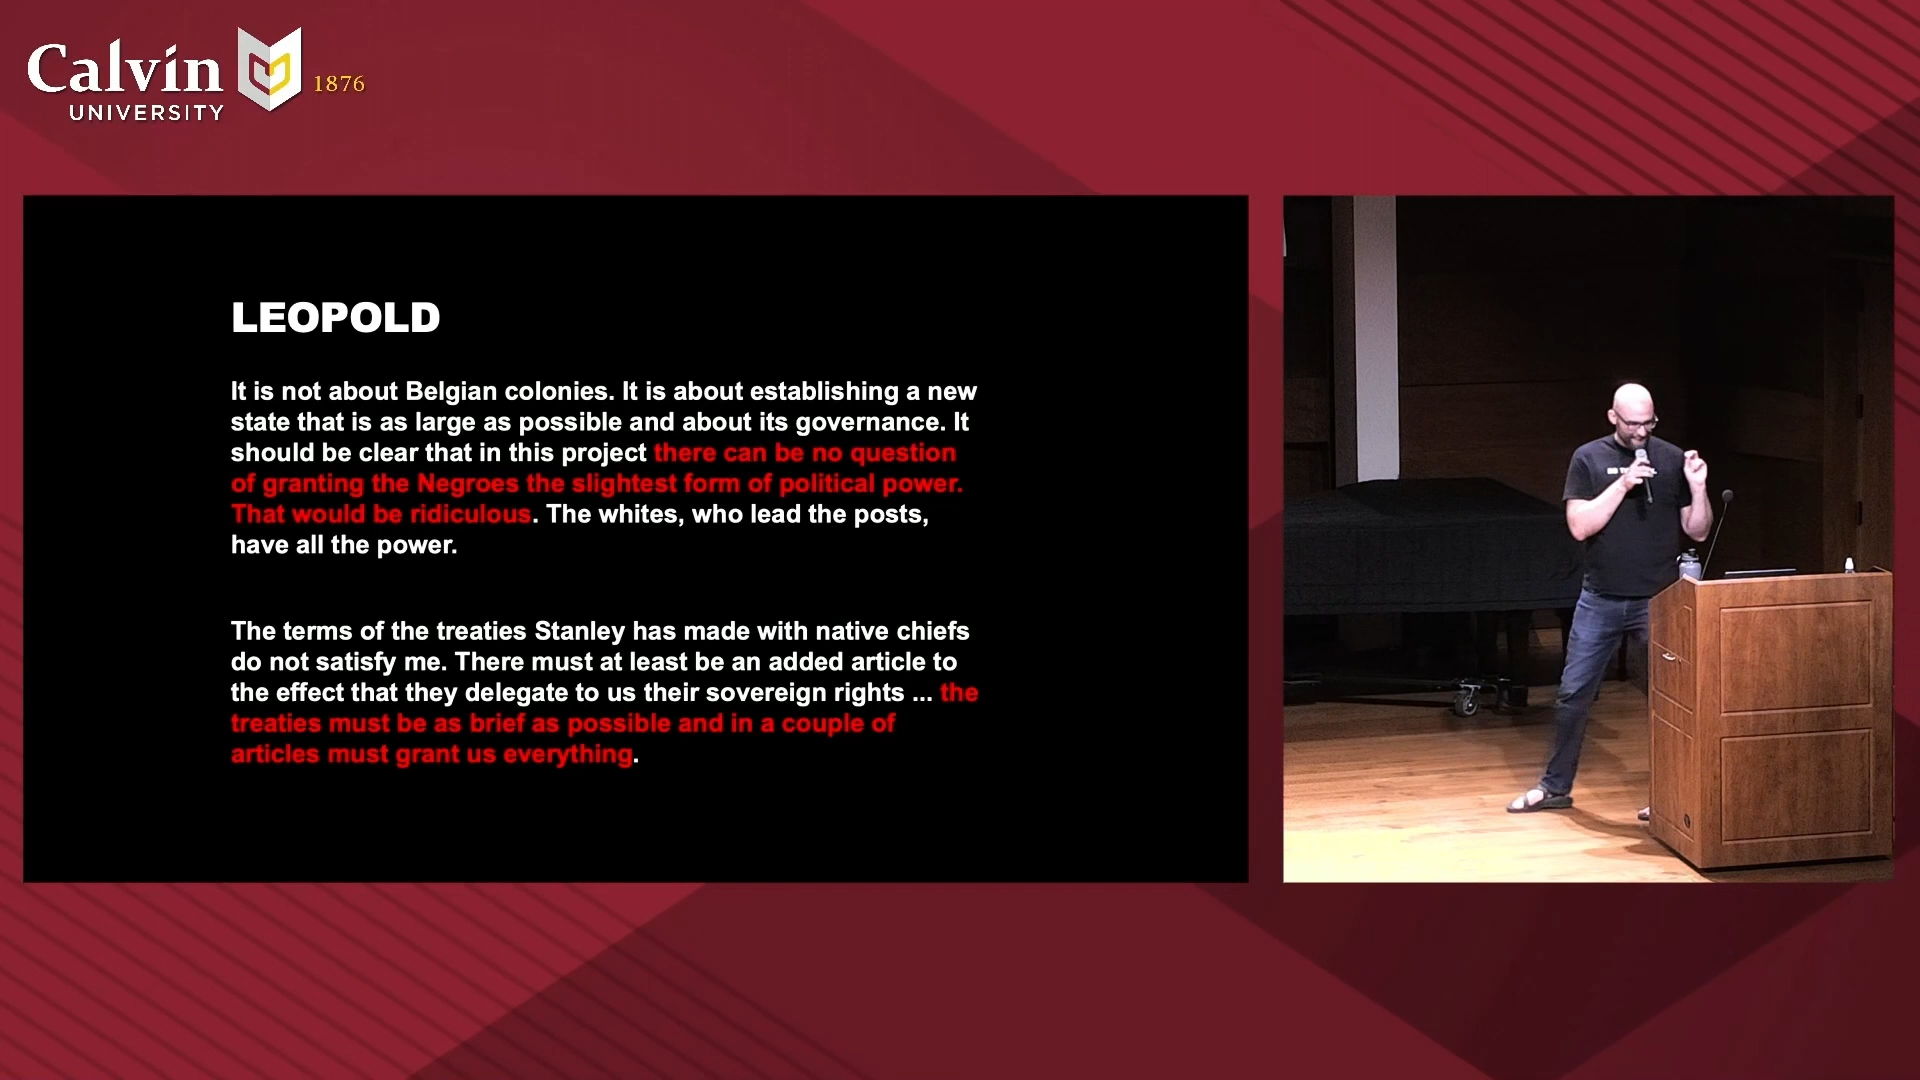 Calvin
UNIVERSITY
1876
LEOPOLD
It is not about Belgian colonies. It is about establishing a new
state that is as large as possible and about its governance. It
should be clear that in this project there can be no question
of granting the Negroes the slightest form of political power.
That would be ridiculous. The whites, who lead the posts,
have all the power.
The terms of the treaties Stanley has made with native chiefs
do not satisfy me. There must at least be an added article to
the effect that they delegate to us their sovereign rights ... the
treaties must be as brief as possible and in a couple of
articles must grant us everything.